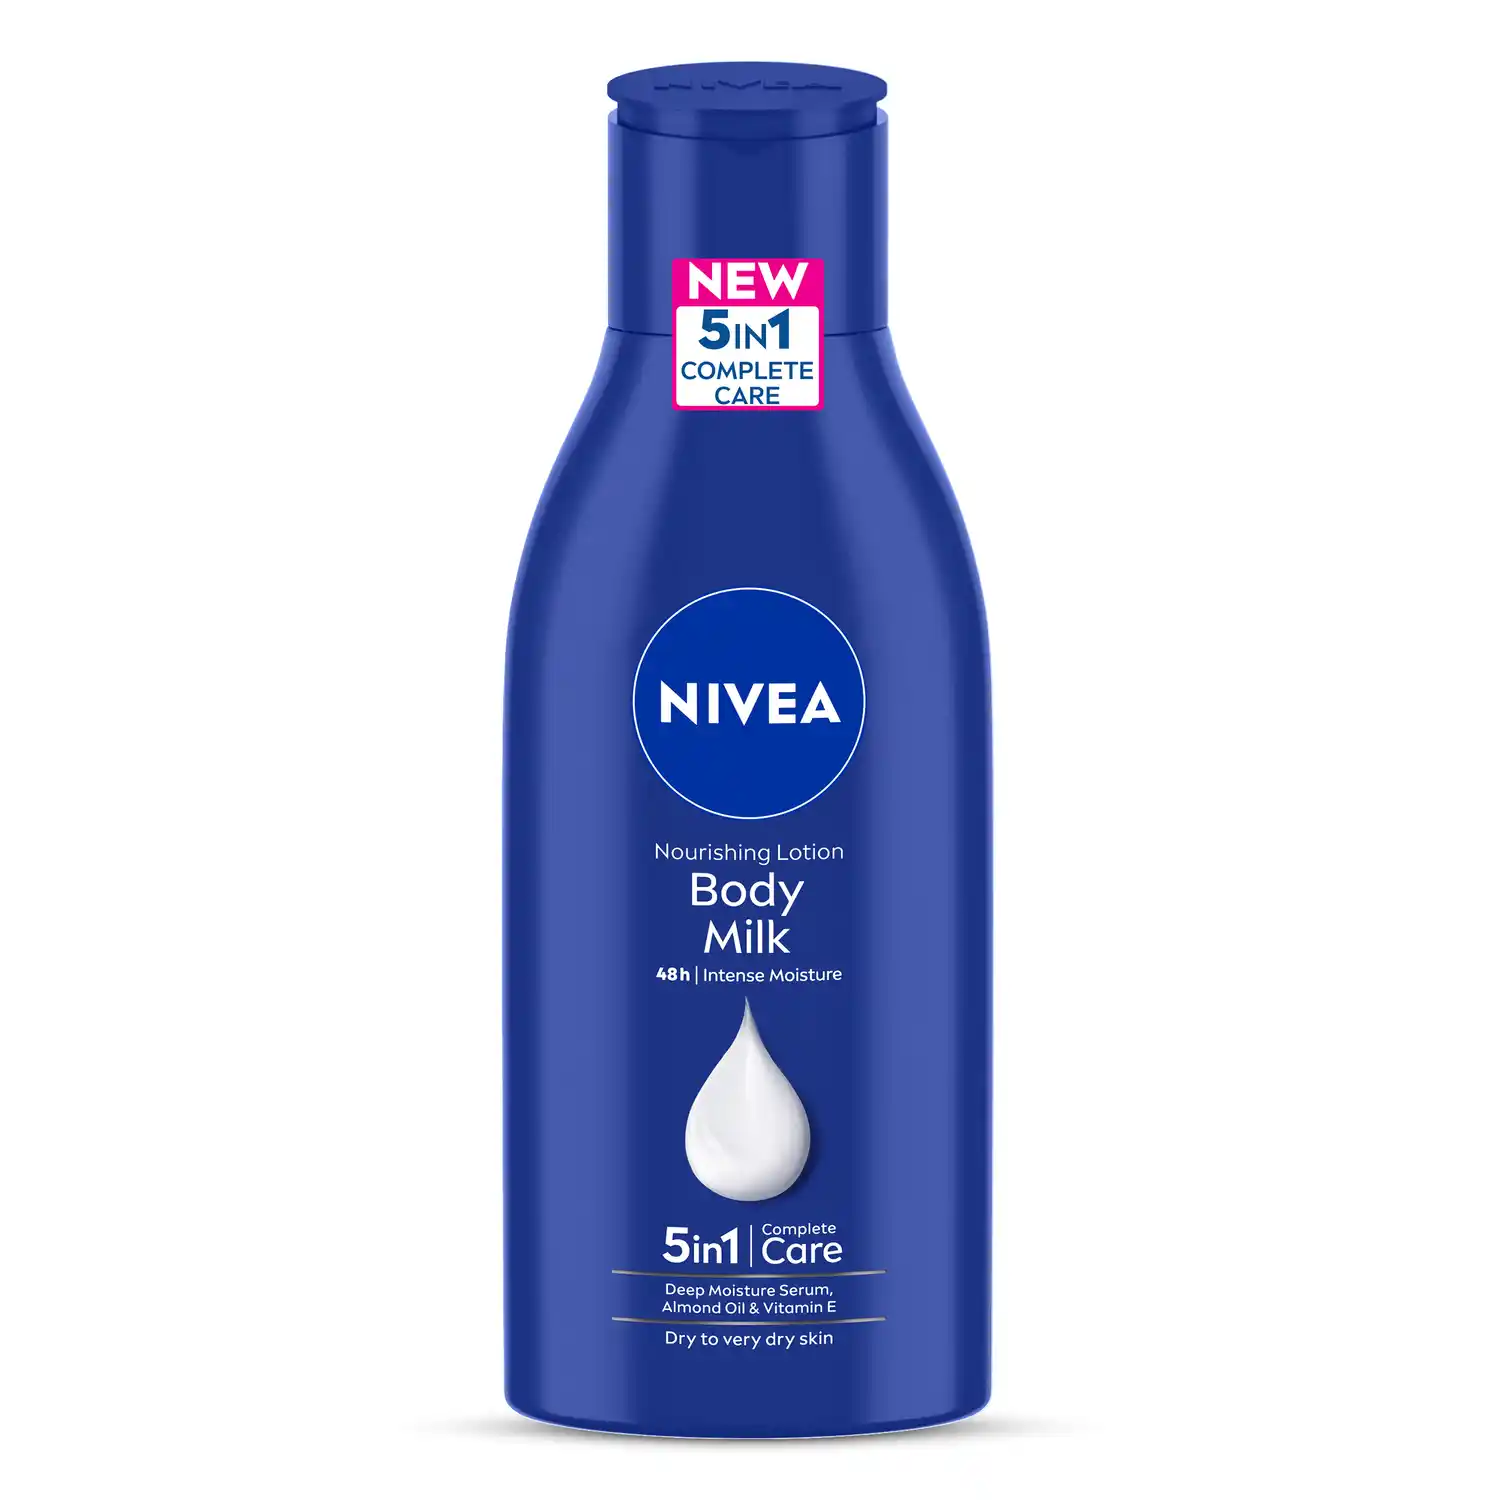 NIVEA
NEW
5IN1
COMPLETE
CARE
NIVEA
Nourishing Lotion
Body
Milk
48h | Intense Moisture
5in1 | Complete Care
Deep Moisture Serum,
Almond Oil & Vitamin E
Dry to very dry skin